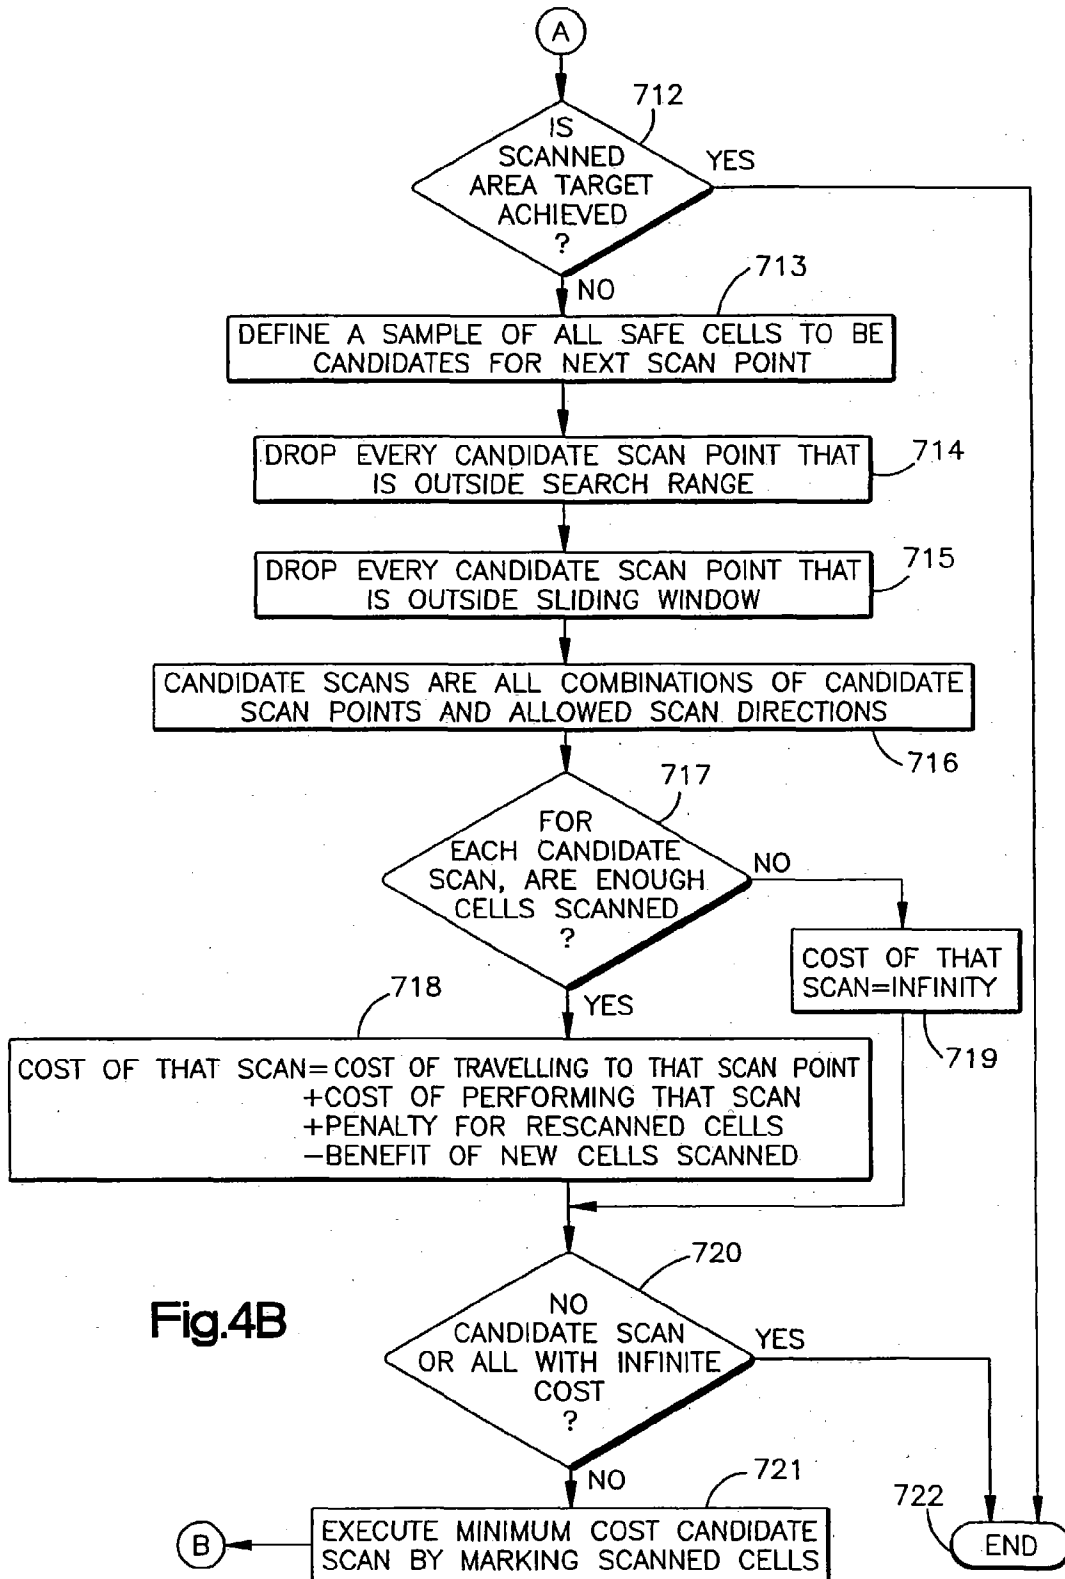 A
712
IS
SCANNED
AREA TARGET
ACHIEVED
?
YES
NO
713
DEFINE A SAMPLE OF ALL SAFE CELLS TO BE
CANDIDATES FOR NEXT SCAN POINT
714
DROP EVERY CANDIDATE SCAN POINT THAT
IS OUTSIDE SEARCH RANGE
715
DROP EVERY CANDIDATE SCAN POINT THAT
IS OUTSIDE SLIDING WINDOW
CANDIDATE SCANS ARE ALL COMBINATIONS OF CANDIDATE
SCAN POINTS AND ALLOWED SCAN DIRECTIONS
716
717
FOR
EACH CANDIDATE
SCAN, ARE ENOUGH
CELLS SCANNED
?
NO
YES
COST OF THAT
SCAN=INFINITY
719
718
COST OF THAT SCAN=COST OF TRAVELLING TO THAT SCAN POINT
+COST OF PERFORMING THAT SCAN
+PENALTY FOR RESCANNED CELLS
−BENEFIT OF NEW CELLS SCANNED
720
NO
CANDIDATE SCAN
OR ALL WITH INFINITE
COST
?
YES
NO
Fig.4B
721
EXECUTE MINIMUM COST CANDIDATE
SCAN BY MARKING SCANNED CELLS
B
722
END